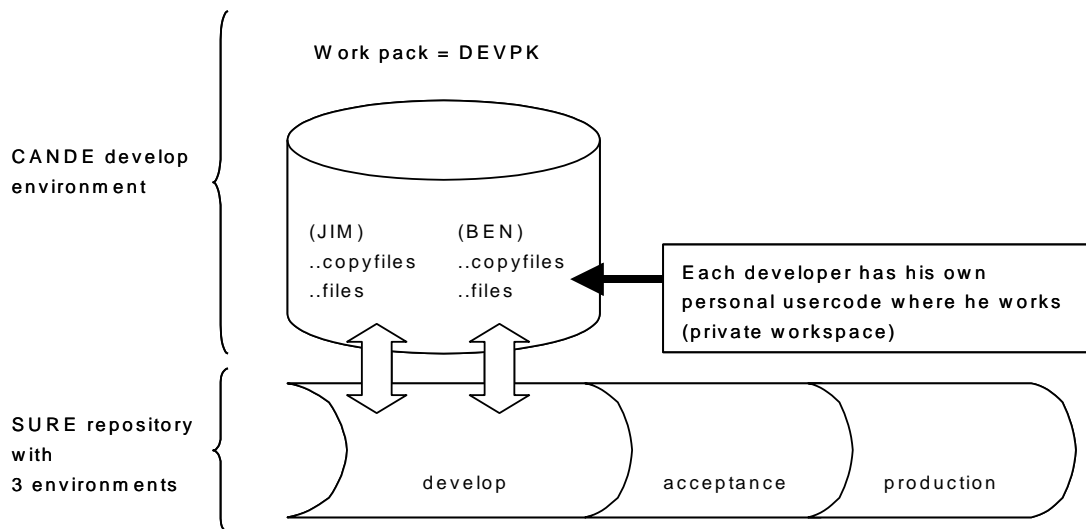 Work pack = DEVPK
CANDE develop
environment
(JIM)
..copyfiles
..files
(BEN)
..copyfiles
..files
Each developer has his own
personal usercode where he works
(private workspace)
SURE repository
with
3 environments
develop
acceptance
production